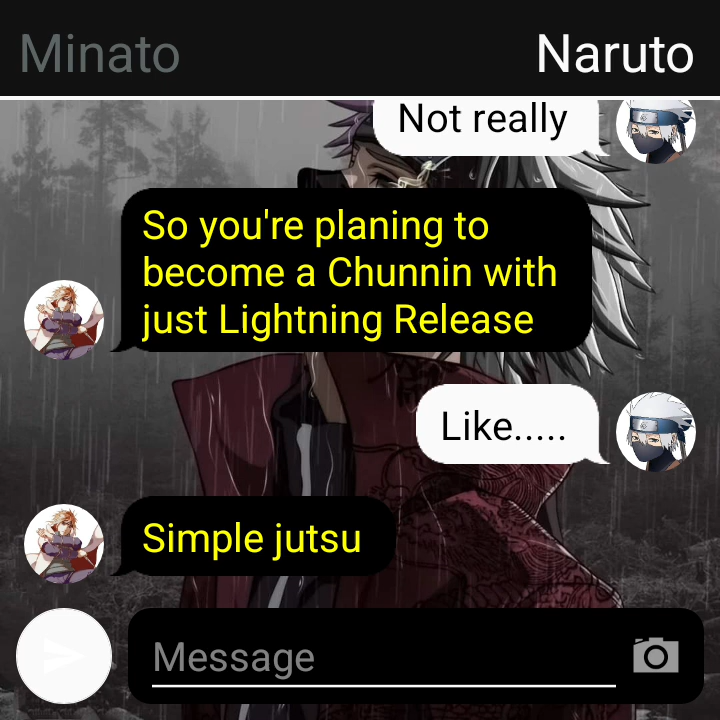 Minato Naruto
Not really
So you're planing to
become a Chunnin with
just Lightning Release
Like.....
Simple jutsu
Message